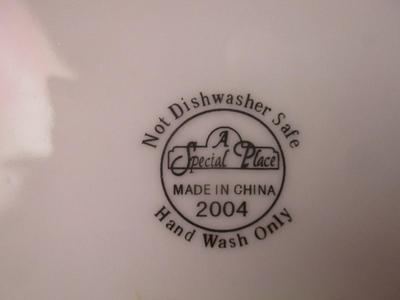 Not Dishwasher Safe
A
Special Place
MADE IN CHINA
2004
Hand Wash Only